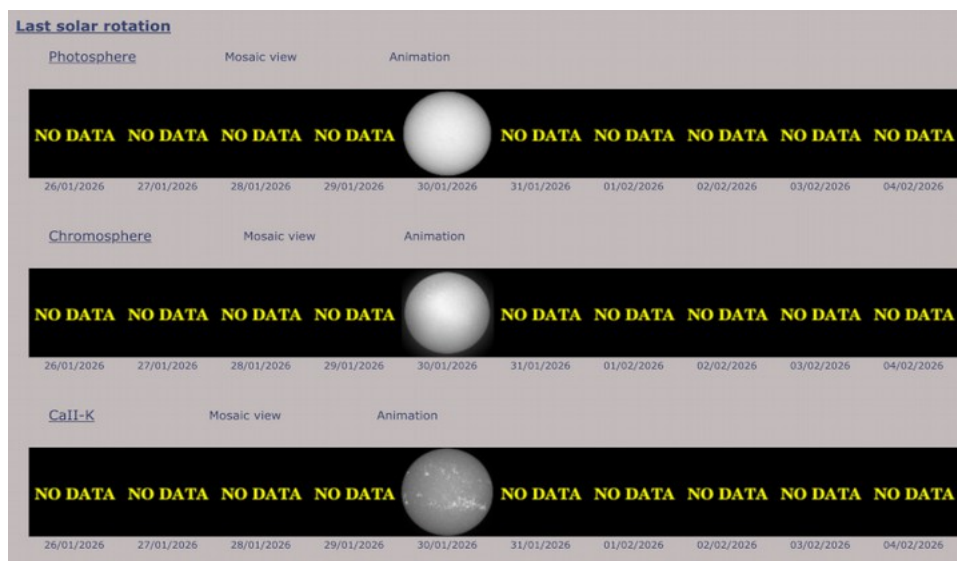 Last solar rotation
Photosphere Mosaic view Animation
NO DATA NO DATA NO DATA NO DATA NO DATA NO DATA NO DATA NO DATA NO DATA
26/01/2026 27/01/2026 28/01/2026 29/01/2026 30/01/2026 31/01/2026 01/02/2026 02/02/2026 03/02/2026 04/02/2026
Chromosphere Mosaic view Animation
NO DATA NO DATA NO DATA NO DATA NO DATA NO DATA NO DATA NO DATA NO DATA
26/01/2026 27/01/2026 28/01/2026 29/01/2026 30/01/2026 31/01/2026 01/02/2026 02/02/2026 03/02/2026 04/02/2026
CaII-K Mosaic view Animation
NO DATA NO DATA NO DATA NO DATA NO DATA NO DATA NO DATA NO DATA NO DATA
26/01/2026 27/01/2026 28/01/2026 29/01/2026 30/01/2026 31/01/2026 01/02/2026 02/02/2026 03/02/2026 04/02/2026